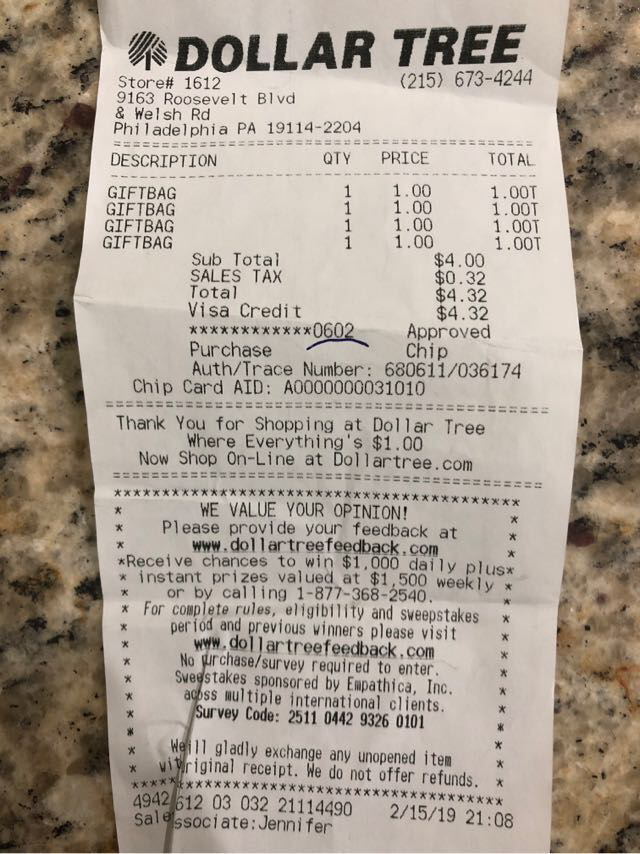 DOLLAR TREE
Store# 1612 (215) 673-4244
9163 Roosevelt Blvd
& Welsh Rd
Philadelphia PA 19114-2204
DESCRIPTION QTY PRICE TOTAL
GIFTBAG 1 1.00 1.00T
GIFTBAG 1 1.00 1.00T
GIFTBAG 1 1.00 1.00T
GIFTBAG 1 1.00 1.00T
Sub Total $4.00
SALES TAX $0.32
Total $4.32
Visa Credit $4.32
************0602 Approved
Purchase Chip
Auth/Trace Number: 680611/036174
Chip Card AID: A0000000031010
Thank You for Shopping at Dollar Tree
Where Everything's $1.00
Now Shop On-Line at Dollartree.com
WE VALUE YOUR OPINION!
Please provide your feedback at
www.dollartreefeedback.com
*Receive chances to win $1,000 daily plus*
* instant prizes valued at $1,500 weekly *
* or by calling 1-877-368-2540. *
* For complete rules, eligibility and sweepstakes *
* period and previous winners please visit *
* www.dollartreefeedback.com *
* No urchase/survey required to enter. *
* Sweestakes sponsored by Empathica, Inc. *
* acoss multiple international clients. *
* Survey Code: 2511 0442 9326 0101 *
* We ill gladly exchange any unopened item *
* wit riginal receipt. We do not offer refunds. *
4942 612 03 032 21114490 2/15/19 21:08
Sale ssociate:Jennifer